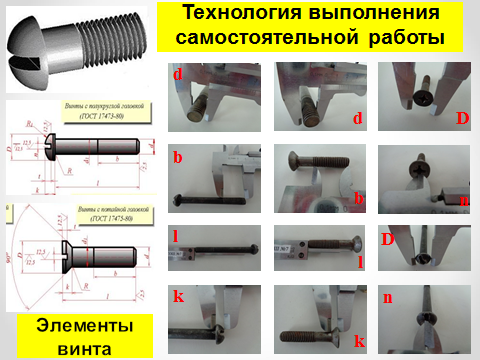 Технология выполнения
самостоятельной работы
Винты с полукруглой головкой
(ГОСТ 17473-80)
Винты с потайной головкой
(ГОСТ 17475-80)
Элементы
винта
d
d
D
b
b
n
l
l
D
k
k
n